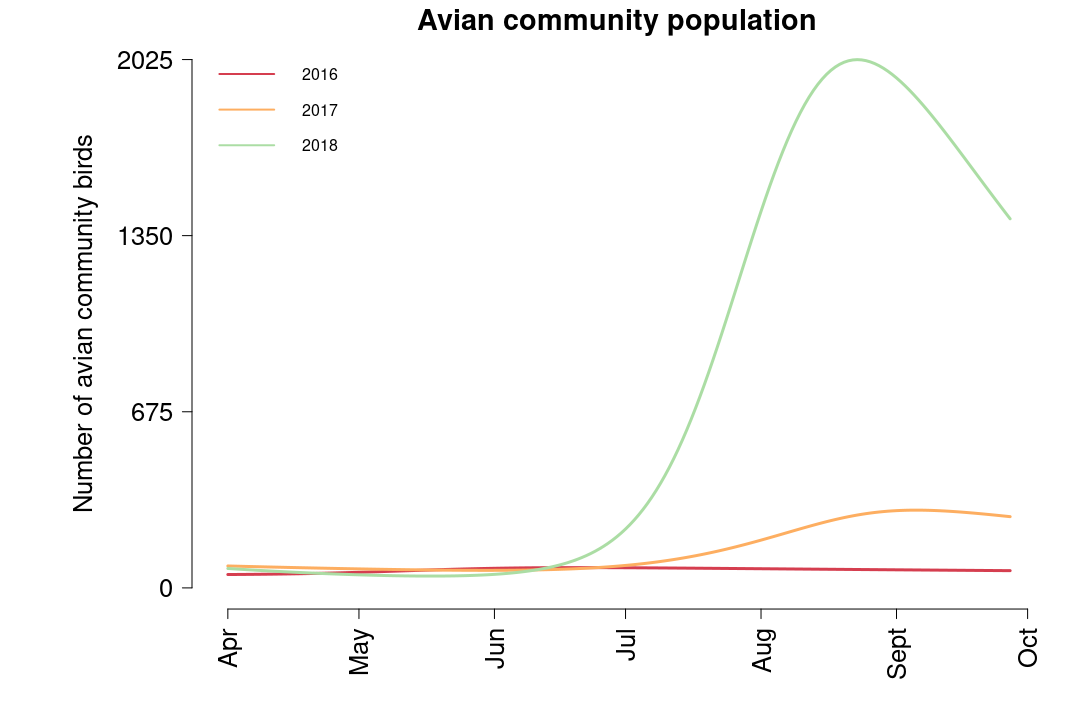 Avian community population
Number of avian community birds
2025
1350
675
0
2016
2017
2018
Apr
May
Jun
Jul
Aug
Sept
Oct